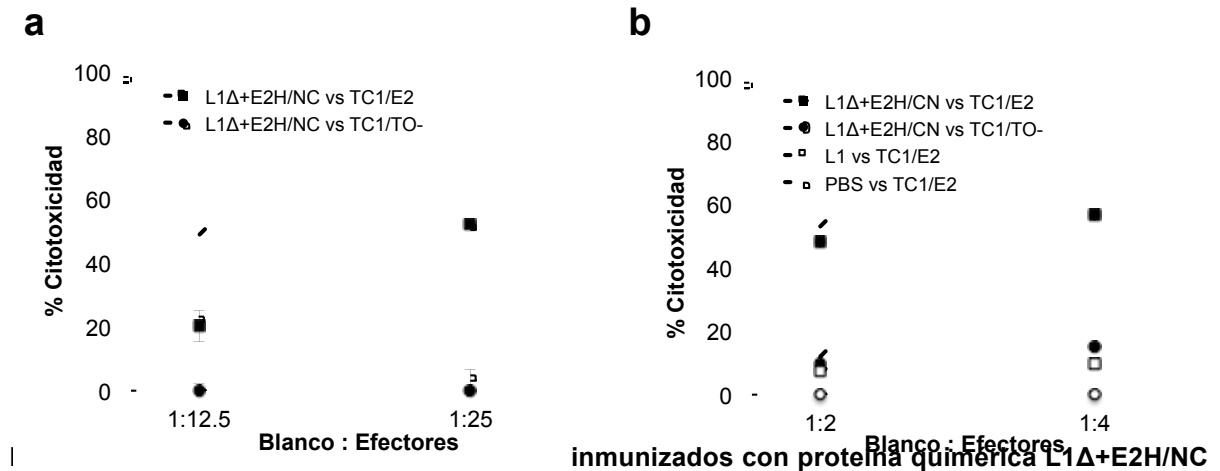 a
100
80
60
40
20
0
% Citotoxicidad
L1Δ+E2H/NC vs TC1/E2
L1Δ+E2H/NC vs TC1/TO-
1:12.5
1:25
Blanco : Efectores
b
100
80
60
40
20
0
% Citotoxicidad
L1Δ+E2H/CN vs TC1/E2
L1Δ+E2H/CN vs TC1/TO-
L1 vs TC1/E2
PBS vs TC1/E2
1:2
1:4
Blanco : Efectores
inmunizados con proteína quimérica L1Δ+E2H/NC